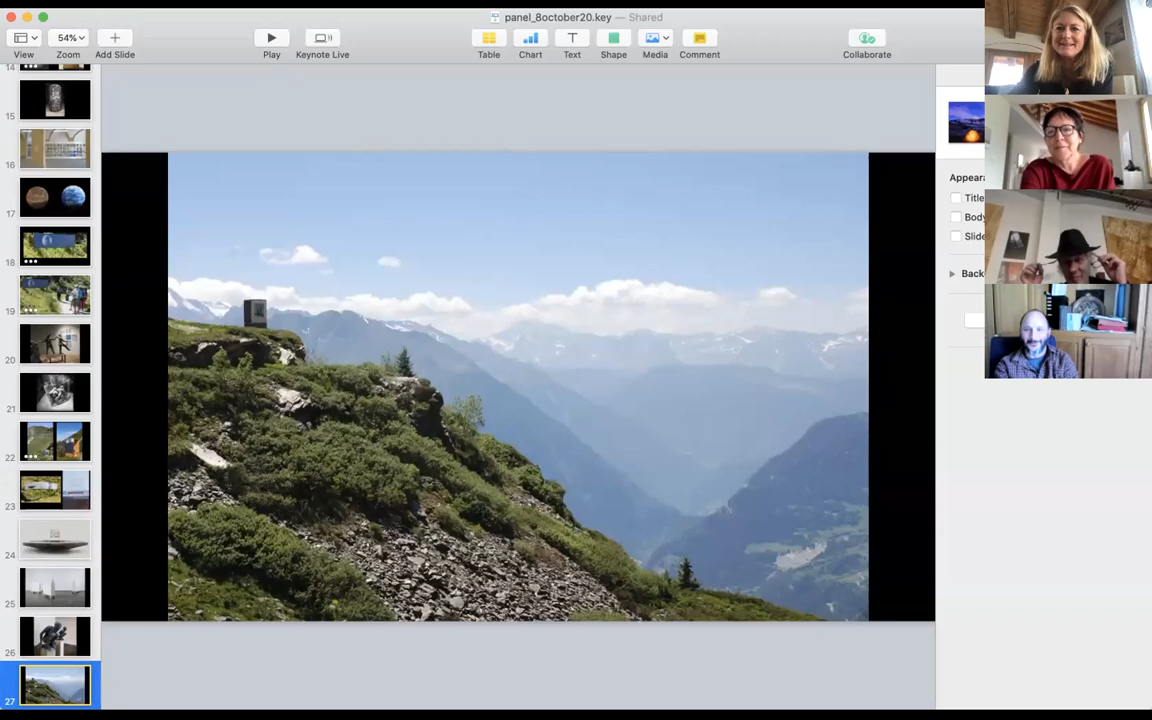 panel_8october20.key — Shared
54%
View
Zoom
Add Slide
Play
Keynote Live
Table
Chart
Text
Shape
Media
Comment
Collaborate
14
15
16
17
18
19
20
21
22
23
24
25
26
27
Appea
Title
Body
Slide
Back